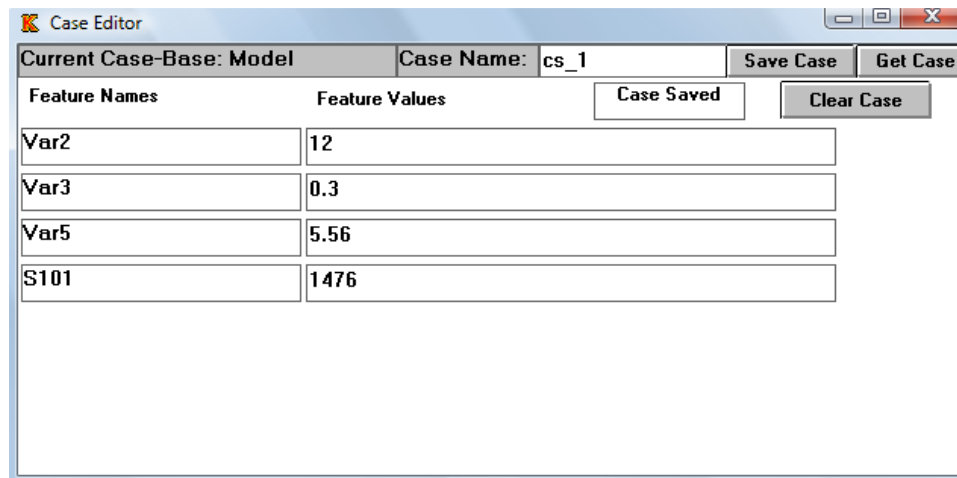 K Case Editor
X
Current Case-Base: Model Case Name: cs_1 Save Case Get Case
Feature Names Feature Values Case Saved Clear Case
Var2 12
Var3 0.3
Var5 5.56
S101 1476